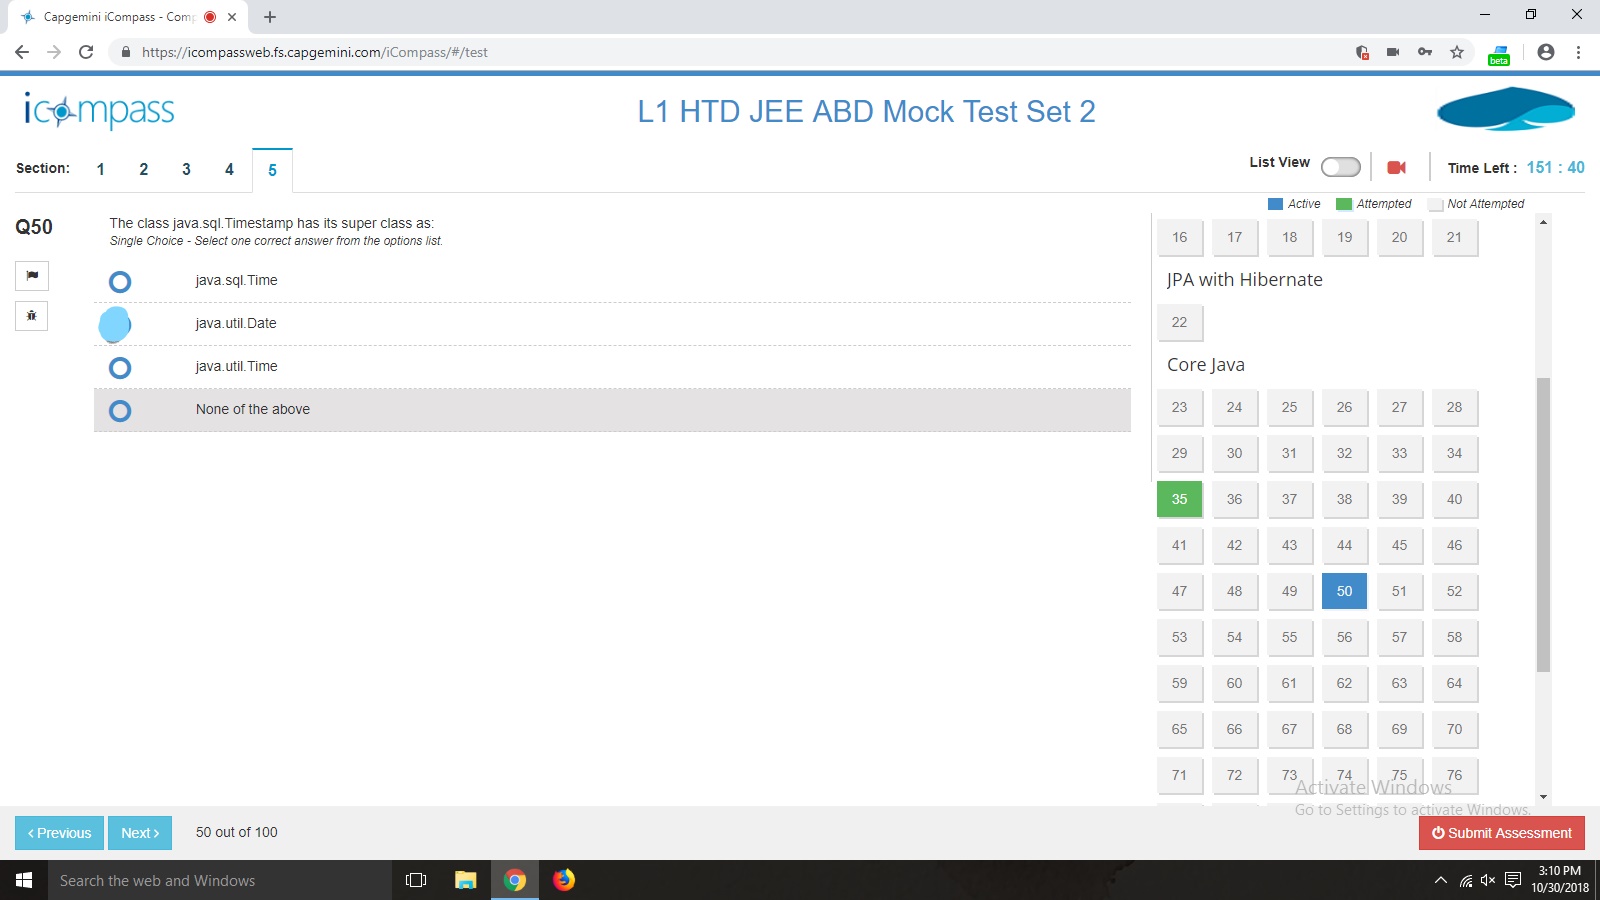 Capgemini iCompass - Comp
https://icompassweb.fs.capgemini.com/iCompass/#/test
beta
icompass
L1 HTD JEE ABD Mock Test Set 2
Section: 1 2 3 4 5
List View
Time Left : 151 : 40
Active Attempted Not Attempted
Q50
The class java.sql.Timestamp has its super class as:
Single Choice - Select one correct answer from the options list.
java.sql.Time
java.util.Date
java.util.Time
None of the above
16 17 18 19 20 21
JPA with Hibernate
22
Core Java
23 24 25 26 27 28
29 30 31 32 33 34
35 36 37 38 39 40
41 42 43 44 45 46
47 48 49 50 51 52
53 54 55 56 57 58
59 60 61 62 63 64
65 66 67 68 69 70
71 72 73 74 75 76
Activate Windows
Go to Settings to activate Windows.
‹ Previous Next › 50 out of 100
Submit Assessment
Search the web and Windows
3:10 PM
10/30/2018